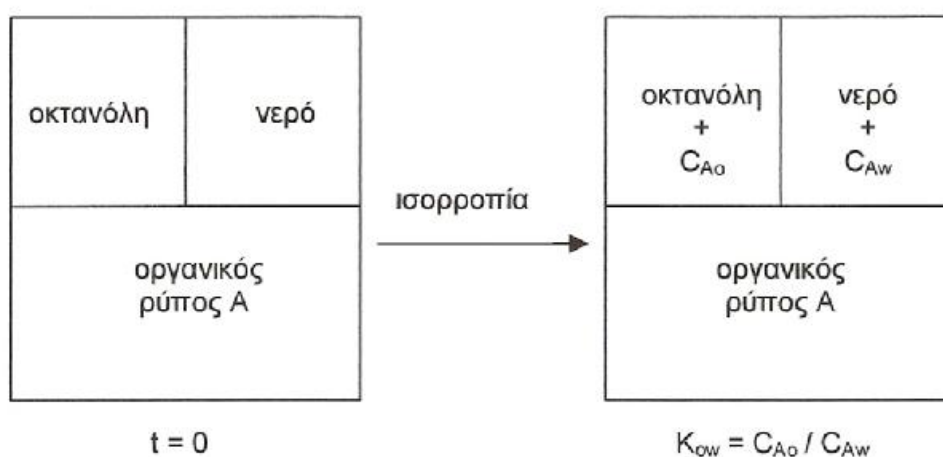 οκτανόλη
νερό
οργανικός
ρύπος Α
t = 0
ισορροπία
οκτανόλη
+
C_Ao
νερό
+
C_Aw
οργανικός
ρύπος Α
K_ow = C_Ao / C_Aw